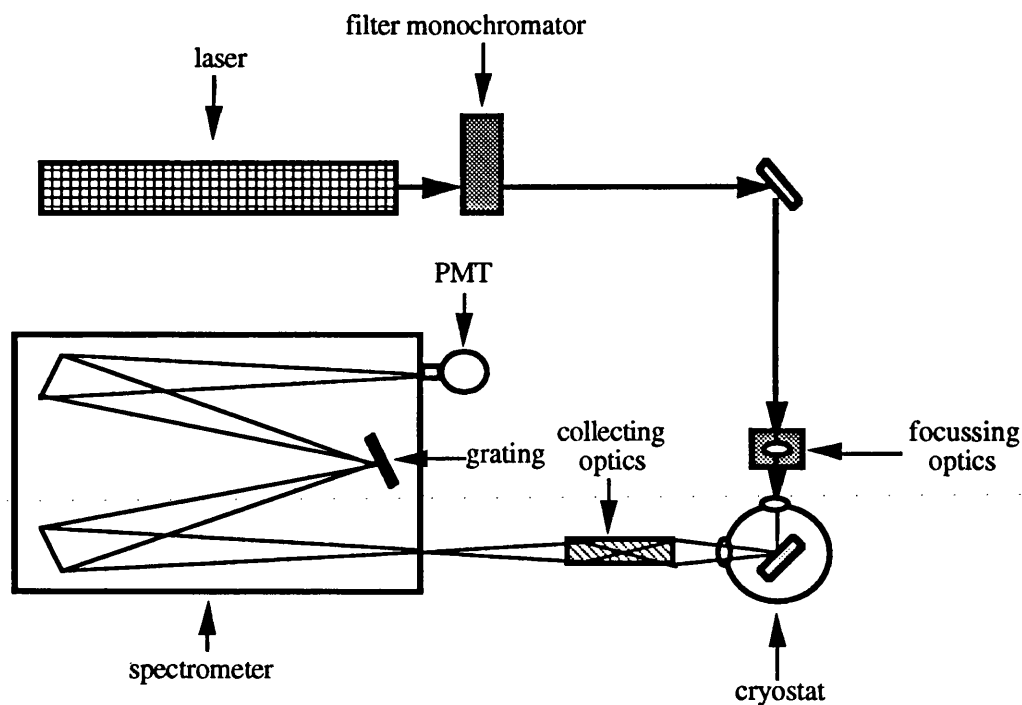 filter monochromator
laser
PMT
grating
collecting
optics
focussing
optics
spectrometer
cryostat